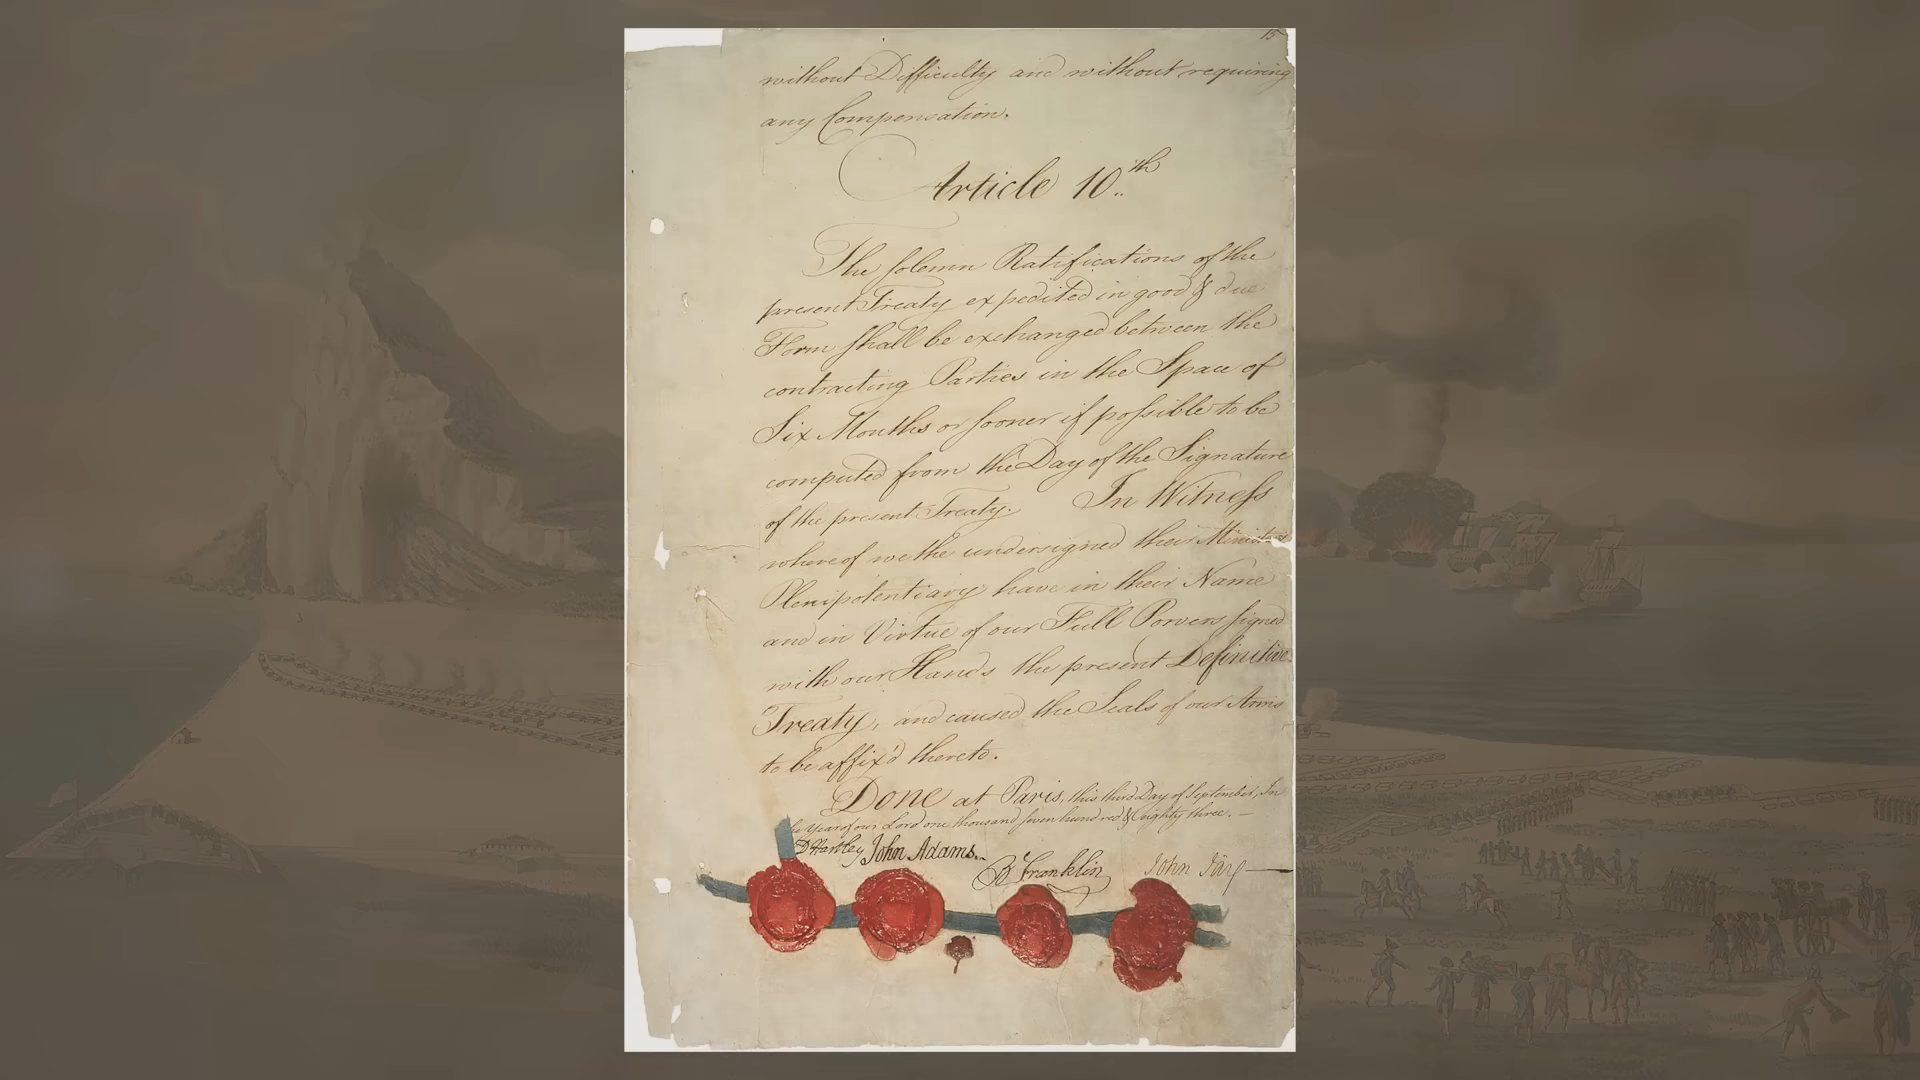 15
without Difficulty and without requiring
any Compensation.
Article 10.th
The solemn Ratifications of the
present Treaty expedited in good & due
Form shall be exchanged between the
contracting Parties in the Space of
Six Months or sooner if possible to be
computed from the Day of the Signature
of the present Treaty. In Witness
whereof we the undersigned their Ministers
Plenipotentiary have in their Name
and in Virtue of our Full Powers signed
with our Hands the present Definitive
Treaty, and caused the Seals of our Arms
to be affix'd thereto.
Done at Paris, this third Day of September, In
the Year of our Lord one thousand seven hundred & Eighty three. –
D Hartley John Adams. B Franklin John Jay —